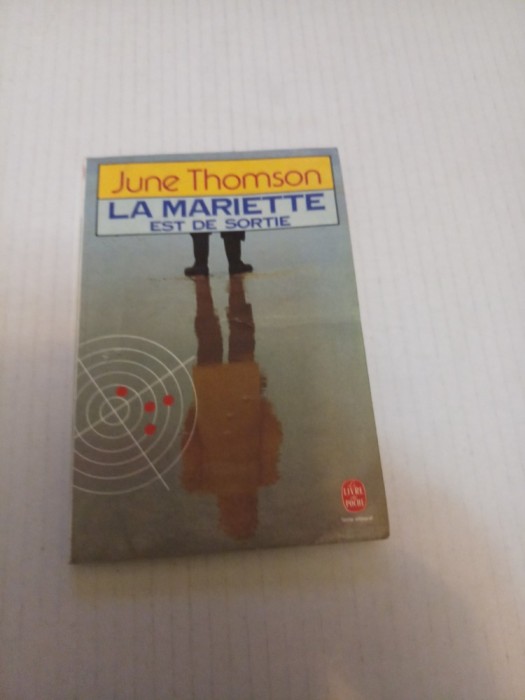 June Thomson
LA MARIETTE
EST DE SORTIE
LE LIVRE
DE POCHE